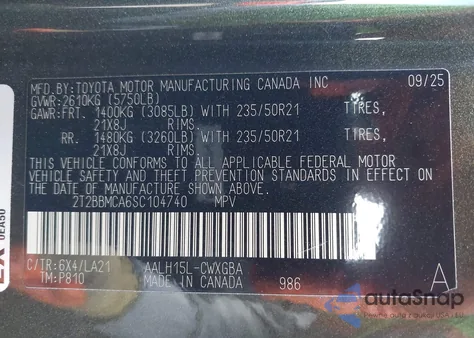 MFD.BY:TOYOTA MOTOR MANUFACTURING CANADA INC 09/25
GVWR:2610KG (5750LB)
GAWR:FRT. 1400KG (3085LB) WITH 235/50R21 TIRES,
21X8J RIMS.
RR. 1480KG (3260LB) WITH 235/50R21 TIRES,
21X8J RIMS.
THIS VEHICLE CONFORMS TO ALL APPLICABLE FEDERAL MOTOR
VEHICLE SAFETY AND THEFT PREVENTION STANDARDS IN EFFECT ON
THE DATE OF MANUFACTURE SHOWN ABOVE.
2T2BBMCA6SC104740 MPV
C/TR:6X4/LA21 AALH15L-CWXGBA
TM:P810 MADE IN CANADA 986 A
0EA50
autoSnap